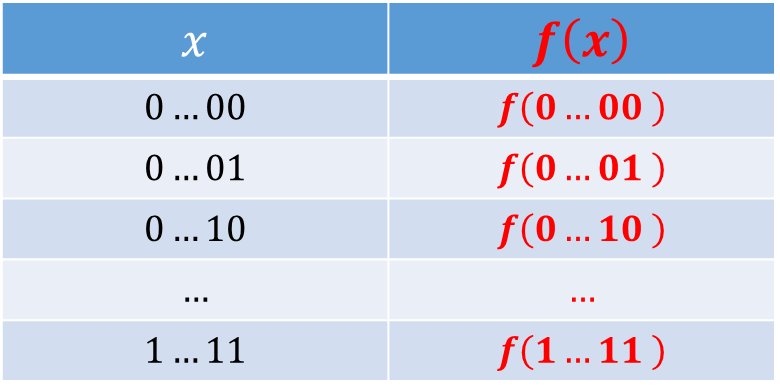 x f(x)
0 … 00 f(0 … 00 )
0 … 01 f(0 … 01 )
0 … 10 f(0 … 10 )
… …
1 … 11 f(1 … 11 )